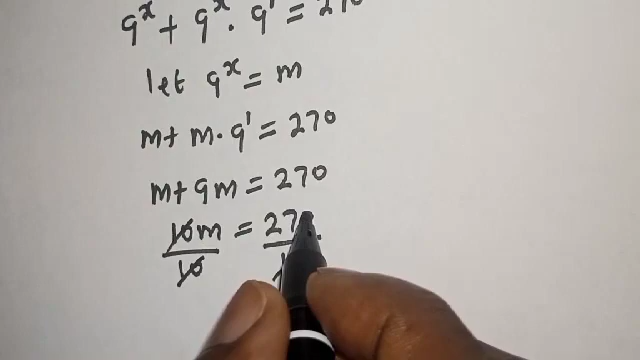 9^x + 9^x · 9^1 = 270
let 9^x = m
m + m · 9^1 = 270
m + 9m = 270
10m = 27
10